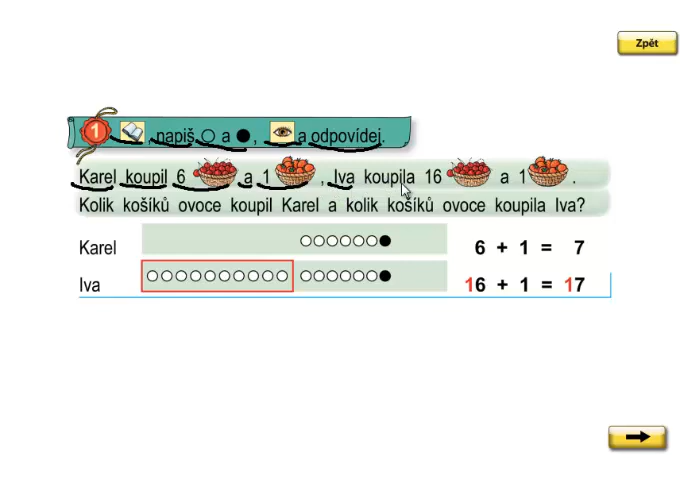 Zpět
1 , napiš ○ a ●, a odpovídej.
Karel koupil 6 a 1 , Iva koupila 16 a 1 .
Kolik košíků ovoce koupil Karel a kolik košíků ovoce koupila Iva?
Karel ○○○○○○● 6 + 1 = 7
Iva ○○○○○○○○○○ ○○○○○○● 16 + 1 = 17